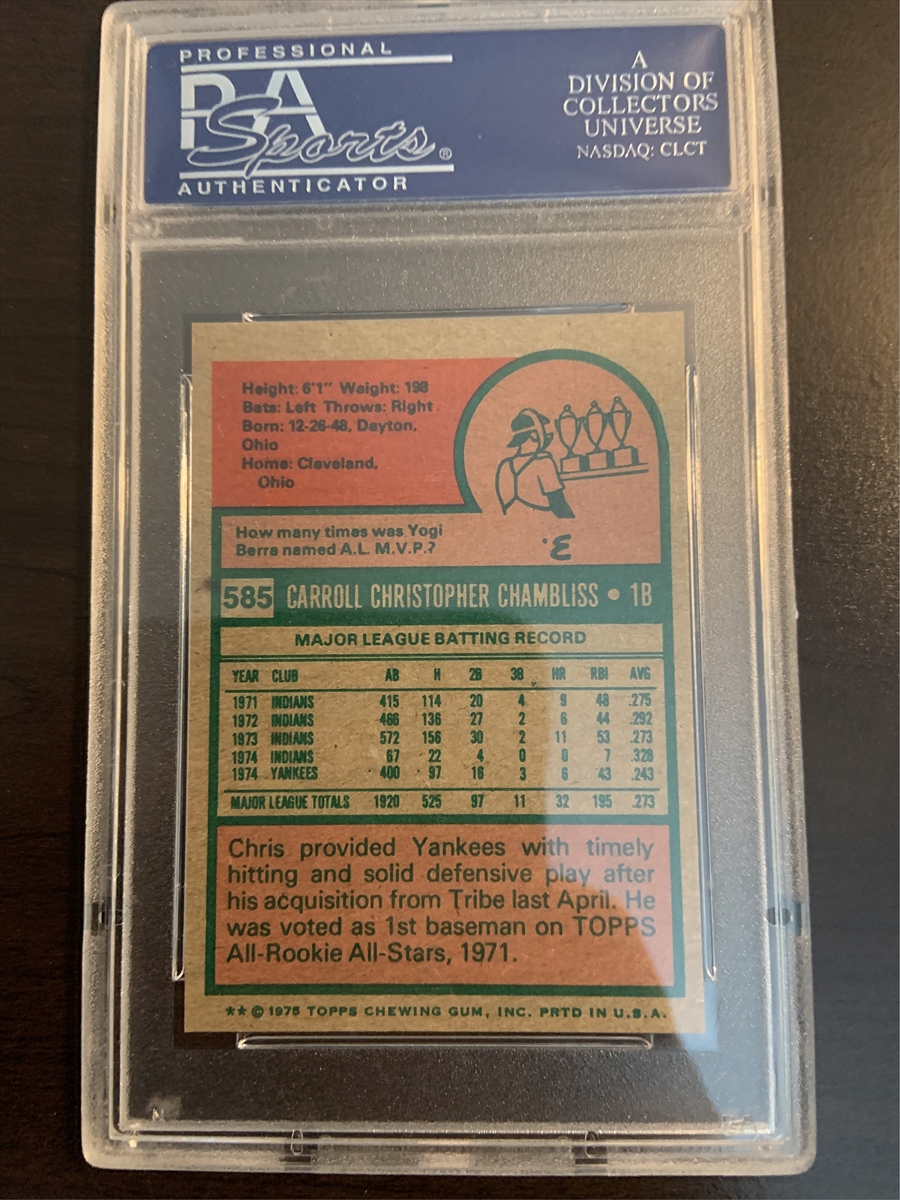 PROFESSIONAL
PSA
Sports®
AUTHENTICATOR
A
DIVISION OF
COLLECTORS
UNIVERSE
NASDAQ: CLCT
Height: 6'1" Weight: 198
Bats: Left Throws: Right
Born: 12-26-48, Dayton,
Ohio
Home: Cleveland,
Ohio
How many times was Yogi
Berra named A.L. M.V.P.?
3.
585 CARROLL CHRISTOPHER CHAMBLISS • 1B
MAJOR LEAGUE BATTING RECORD
YEAR CLUB AB H 2B 3B HR RBI AVG
1971 INDIANS 415 114 20 4 9 48 .275
1972 INDIANS 466 136 27 2 6 44 .292
1973 INDIANS 572 156 30 2 11 53 .273
1974 INDIANS 67 22 4 0 0 7 .328
1974 YANKEES 400 97 16 3 6 43 .243
MAJOR LEAGUE TOTALS 1920 525 97 11 32 195 .273
Chris provided Yankees with timely
hitting and solid defensive play after
his acquisition from Tribe last April. He
was voted as 1st baseman on TOPPS
All-Rookie All-Stars, 1971.
** © 1975 TOPPS CHEWING GUM, INC. PRTD IN U.S.A.